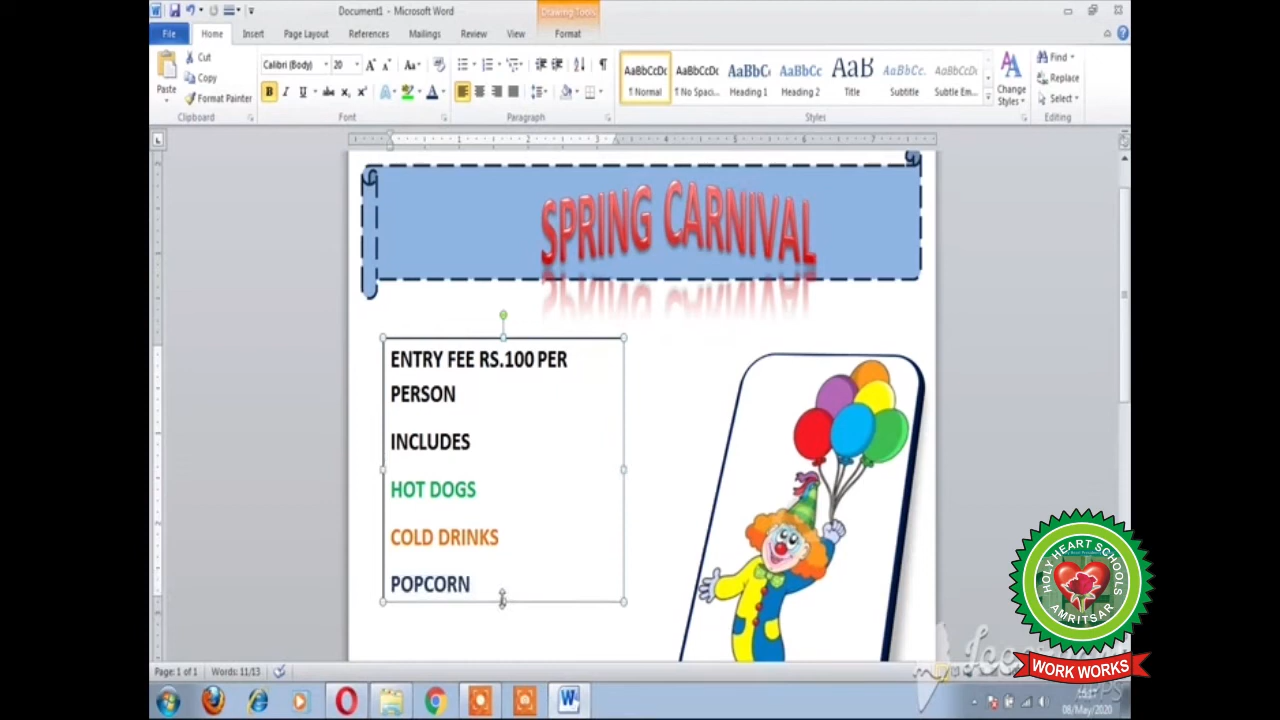 Document1 - Microsoft Word
Drawing Tools
File Home Insert Page Layout References Mailings Review View Format
Cut
Copy
Format Painter
Paste
Clipboard
Calibri (Body) 20
Font
Paragraph
AaBbCcDc AaBbCcDc AaBbC AaBbCc AaB AaBbCc. AaBbCcDc
¶ Normal ¶ No Spaci... Heading 1 Heading 2 Title Subtitle Subtle Em...
Styles
Change
Styles
Find
Replace
Select
Editing
SPRING CARNIVAL
ENTRY FEE RS.100 PER
PERSON
INCLUDES
HOT DOGS
COLD DRINKS
POPCORN
HOLY HEART SCHOOLS
AMRITSAR
WORK WORKS
Page: 1 of 1 Words: 11/13
08/May/2020